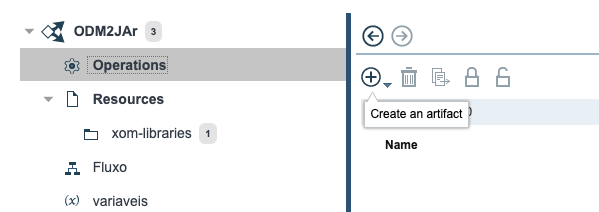 ODM2JAr 3
Operations
Resources
xom-libraries 1
Fluxo
(x) variaveis
Create an artifact
Name